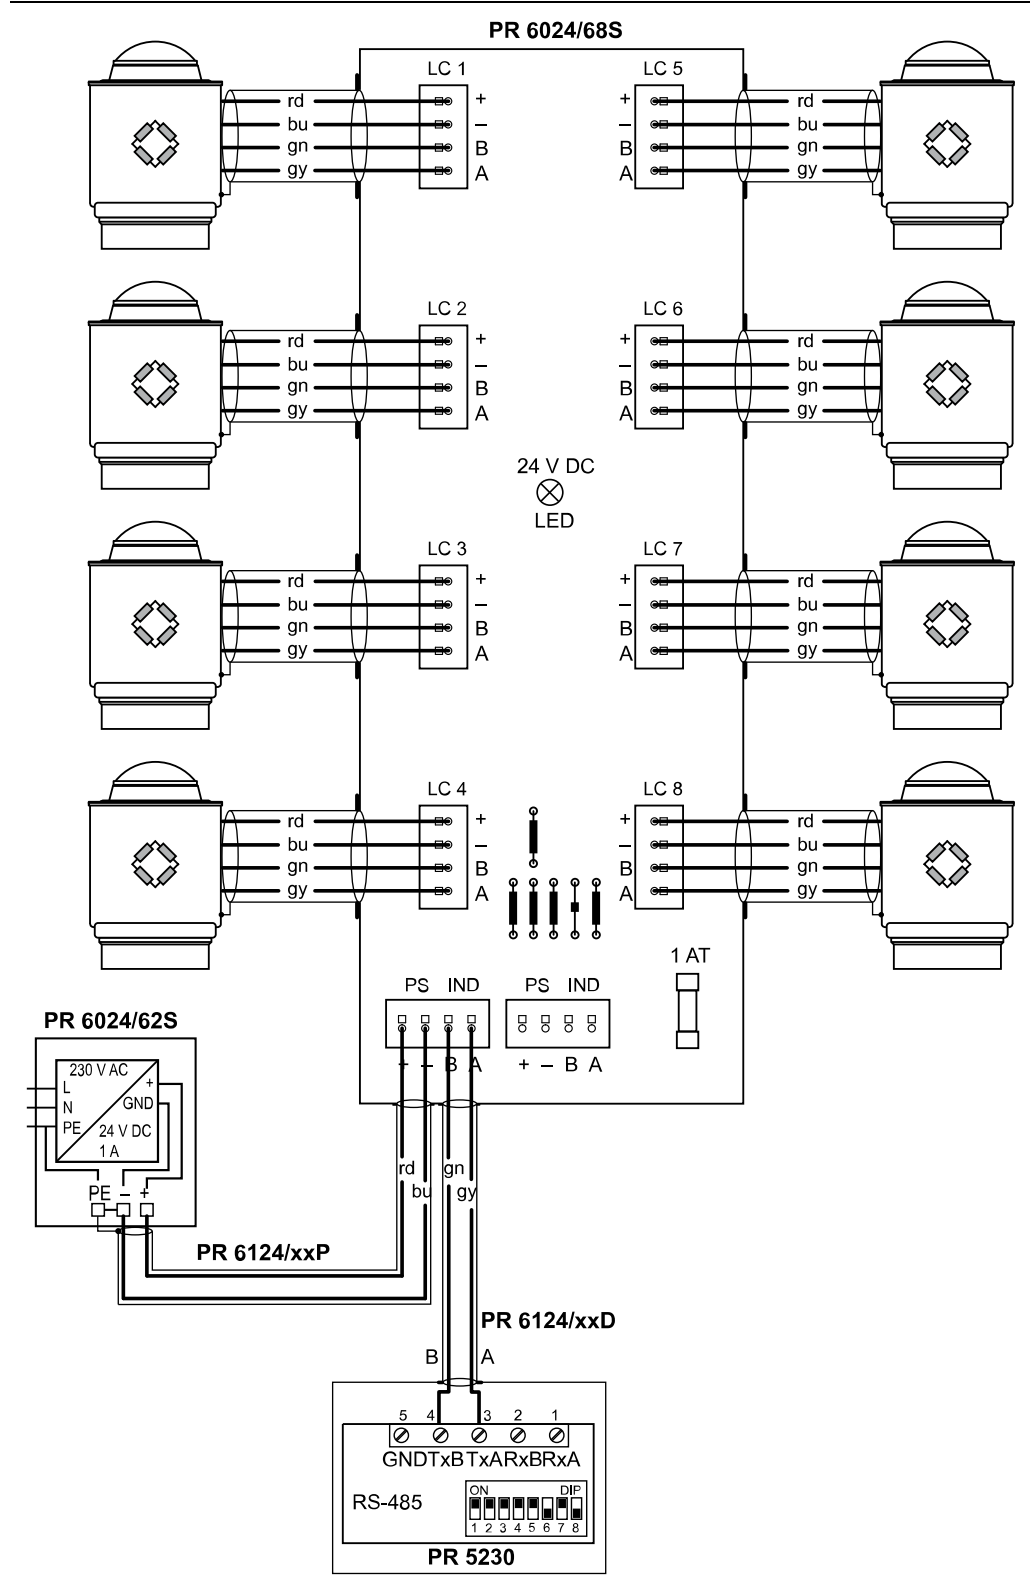 PR 6024/68S
LC 1 LC 5
rd + + rd
bu – – bu
gn B B gn
gy A A gy
LC 2 LC 6
rd + + rd
bu – – bu
gn B B gn
gy A A gy
24 V DC
LED
LC 3 LC 7
rd + + rd
bu – – bu
gn B B gn
gy A A gy
LC 4 LC 8
rd + + rd
bu – – bu
gn B B gn
gy A A gy
1 AT
PS IND PS IND
PR 6024/62S
+ – B A + – B A
230 V AC
L +
N GND
PE 24 V DC
1 A
rd gn
PE – + bu gy
PR 6124/xxP
PR 6124/xxD
B A
5 4 3 2 1
GND TxB TxA RxB RxA
RS-485
ON DIP
1 2 3 4 5 6 7 8
PR 5230